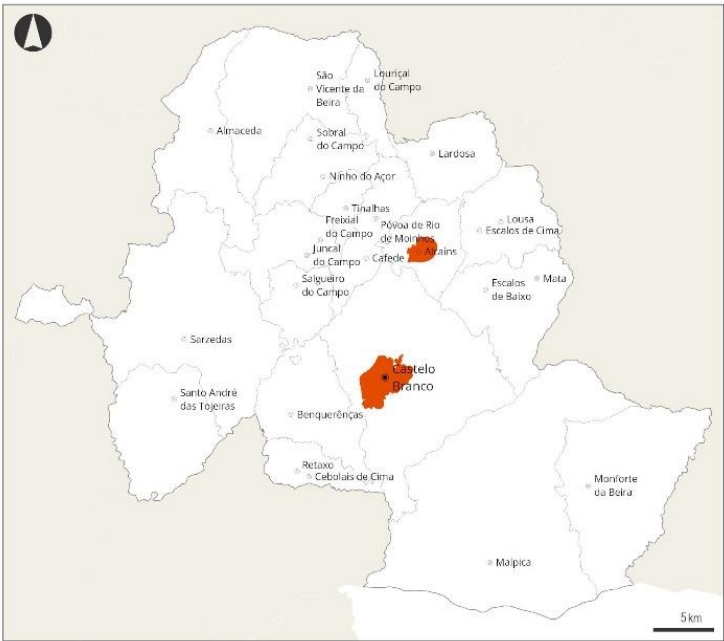 São
Vicente da
Beira
Louriçal
do Campo
Almaceda
Sobral
do Campo
Lardosa
Ninho do Açor
Tinalhas
Freixial
do Campo
Póvoa de Rio
de Moinhos
Lousa
Escalos de Cima
Juncal
do Campo
Cafede
Alcains
Salgueiro
do Campo
Escalos
de Baixo
Mata
Sarzedas
Castelo
Branco
Santo André
das Tojeiras
Benquerenças
Retaxo
Cebolais de Cima
Monforte
da Beira
Malpica
5 km